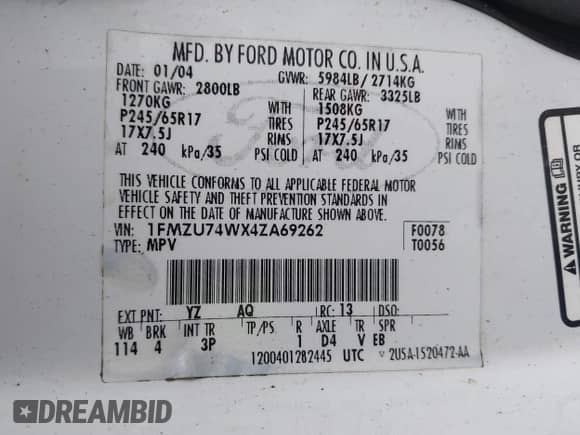 MFD. BY FORD MOTOR CO. IN U.S.A.
DATE: 01/04 GVWR: 5984LB/2714KG
FRONT GAWR: 2800LB REAR GAWR: 3325LB
1270KG WITH 1508KG WITH
P245/65R17 TIRES P245/65R17 TIRES
17X7.5J RIMS 17X7.5J RIMS
AT 240 kPa/35 PSI COLD AT 240 kPa/35 PSI COLD
Ford
THIS VEHICLE CONFORMS TO ALL APPLICABLE FEDERAL MOTOR
VEHICLE SAFETY AND THEFT PREVENTION STANDARDS IN
EFFECT ON THE DATE OF MANUFACTURE SHOWN ABOVE.
VIN: 1FMZU74WX4ZA69262 F0078
TYPE: MPV T0056
EXT PNT: YZ AQ RC: 13 DSO:
WB BRK INT TR TP/PS R AXLE TR SPR
114 4 3P 1 D4 V EB
1200401282445 UTC ▽ 2U5A-1520472-AA
WARNING
DREAMBID